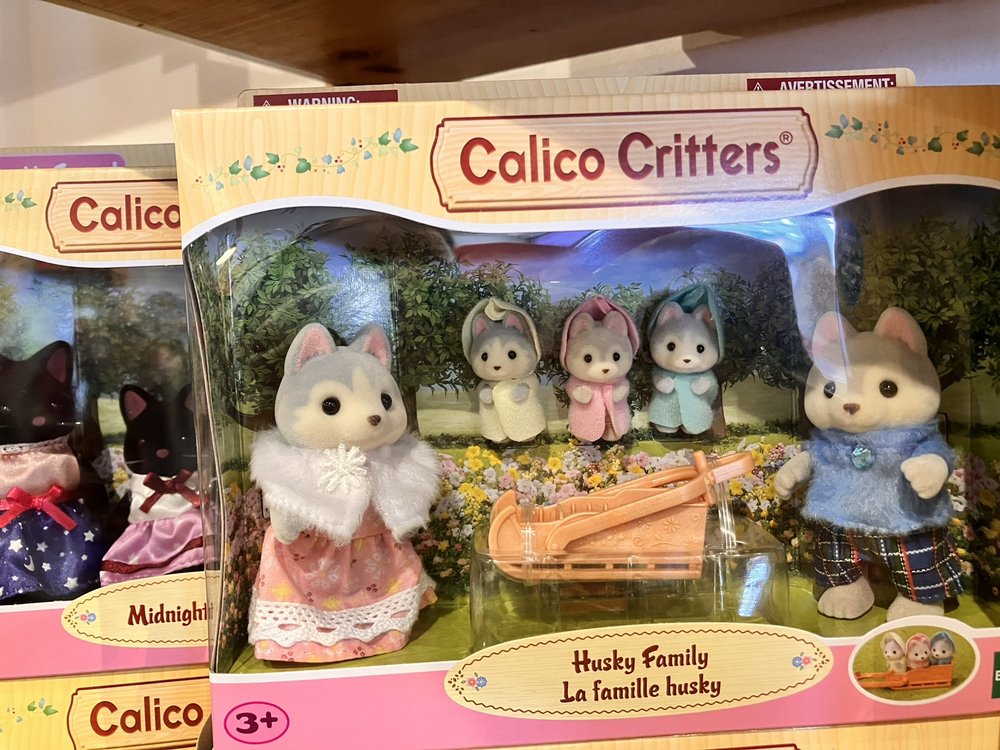 WARNING:
AVERTISSEMENT:
Calico Critters®
Calico
Midnight
Husky Family
La famille husky
3+
Calico